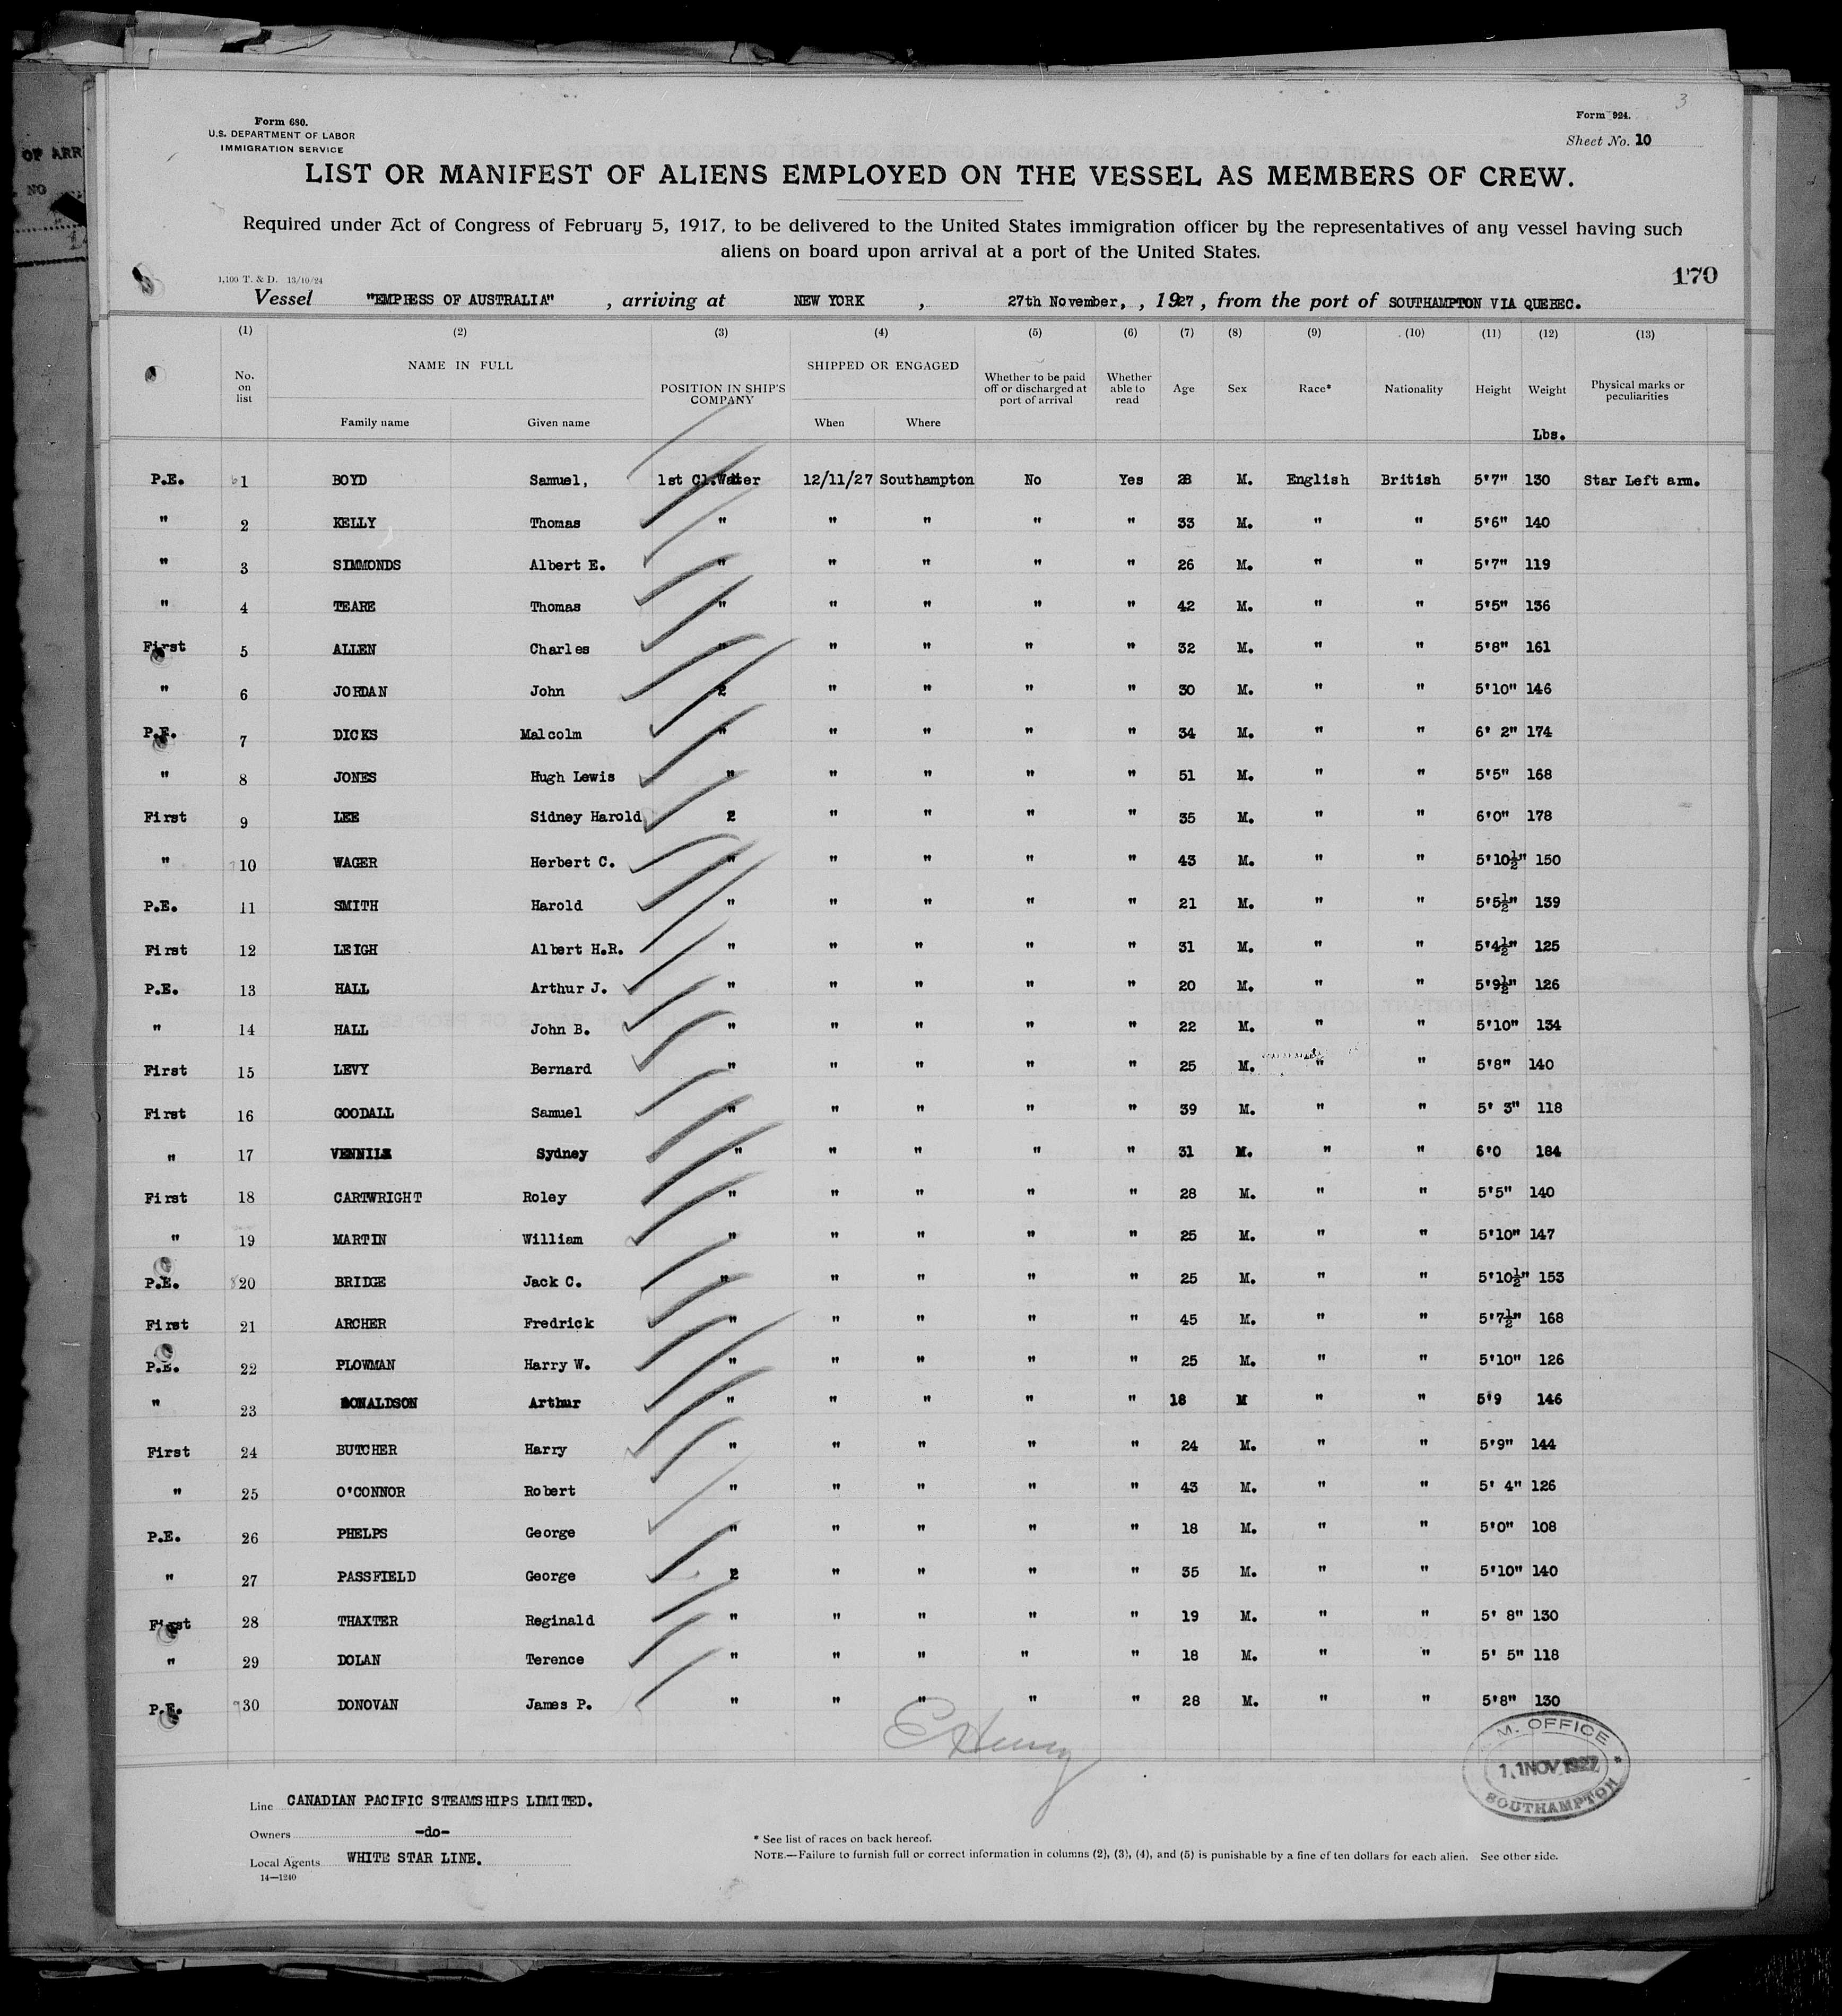 3
Form 680.
U.S. DEPARTMENT OF LABOR
IMMIGRATION SERVICE
Form 924.
Sheet No. 10
LIST OR MANIFEST OF ALIENS EMPLOYED ON THE VESSEL AS MEMBERS OF CREW.
Required under Act of Congress of February 5, 1917, to be delivered to the United States immigration officer by the representatives of any vessel having such
aliens on board upon arrival at a port of the United States.
170
1,100 T. & D. 13/10/24
Vessel "EMPRESS OF AUSTRALIA", arriving at NEW YORK, 27th November, , 1927, from the port of SOUTHAMPTON VIA QUEBEC.
(1) (2) (3) (4) (5) (6) (7) (8) (9) (10) (11) (12) (13)
No. on list NAME IN FULL Family name Given name POSITION IN SHIP'S COMPANY SHIPPED OR ENGAGED When Where Whether to be paid off or discharged at port of arrival Whether able to read Age Sex Race* Nationality Height Weight Lbs. Physical marks or peculiarities
P.E. 1 BOYD Samuel, 1st Cl.Waiter 12/11/27 Southampton No Yes 28 M. English British 5'7" 130 Star Left arm.
" 2 KELLY Thomas " " " " " 33 M. " " 5'6" 140
" 3 SIMMONDS Albert E. " " " " " 26 M. " " 5'7" 119
" 4 TEARE Thomas " " " " " 42 M. " " 5'5" 136
First 5 ALLEN Charles " " " " " 32 M. " " 5'8" 161
" 6 JORDAN John 2 " " " " 30 M. " " 5'10" 146
P.E. 7 DICKS Malcolm " " " " " 34 M. " " 6' 2" 174
" 8 JONES Hugh Lewis " " " " " 51 M. " " 5'5" 168
First 9 LEE Sidney Harold 2 " " " " 35 M. " " 6'0" 178
" 10 WAGER Herbert C. " " " " " 43 M. " " 5'10½" 150
P.E. 11 SMITH Harold " " " " " 21 M. " " 5'5½" 139
First 12 LEIGH Albert H.R. " " " " " 31 M. " " 5'4½" 125
P.E. 13 HALL Arthur J. " " " " " 20 M. " " 5'9½" 126
" 14 HALL John B. " " " " " 22 M. " " 5'10" 134
First 15 LEVY Bernard " " " " " 25 M. " " 5'8" 140
First 16 GOODALL Samuel " " " " " 39 M. " " 5' 3" 118
" 17 Sydney " " " " " 31 M. " " 6'0 184
First 18 CARTWRIGHT Roley " " " " " 28 M. " " 5'5" 140
" 19 MARTIN William " " " " " 25 M. " " 5'10" 147
P.E. 20 BRIDGE Jack C. " " " " " 25 M. " " 5'10½" 153
First 21 ARCHER Fredrick " " " " " 45 M. " " 5'7½" 168
P.E. 22 PLOWMAN Harry W. " " " " " 25 M. " " 5'10" 126
" 23 DONALDSON Arthur " " " " " 18 M " " 5'9 146
First 24 BUTCHER Harry " " " " " 24 M. " " 5'9" 144
" 25 O'CONNOR Robert " " " " " 43 M. " " 5' 4" 126
P.E. 26 PHELPS George " " " " " 18 M. " " 5'0" 108
" 27 PASSFIELD George 2 " " " " 35 M. " " 5'10" 140
First 28 THAXTER Reginald " " " " " 19 M. " " 5' 8" 130
" 29 DOLAN Terence " " " " " 18 M. " " 5' 5" 118
P.E. 30 DONOVAN James P. " " " " " 28 M. " " 5'8" 130
E Henry
M. OFFICE
11 NOV 1927
SOUTHAMPTON
Line CANADIAN PACIFIC STEAMSHIPS LIMITED.
Owners -do-
Local Agents WHITE STAR LINE.
14—1240
* See list of races on back hereof.
NOTE.—Failure to furnish full or correct information in columns (2), (3), (4), and (5) is punishable by a fine of ten dollars for each alien. See other side.
OF ARR
NO